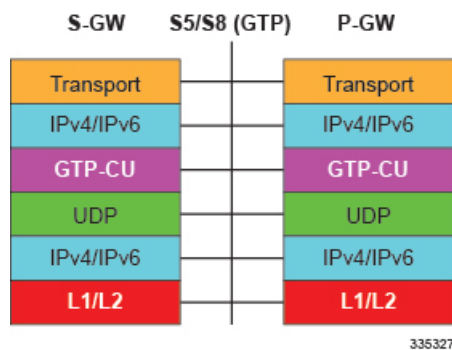 S-GW S5/S8 (GTP) P-GW
Transport Transport
IPv4/IPv6 IPv4/IPv6
GTP-CU GTP-CU
UDP UDP
IPv4/IPv6 IPv4/IPv6
L1/L2 L1/L2
335327